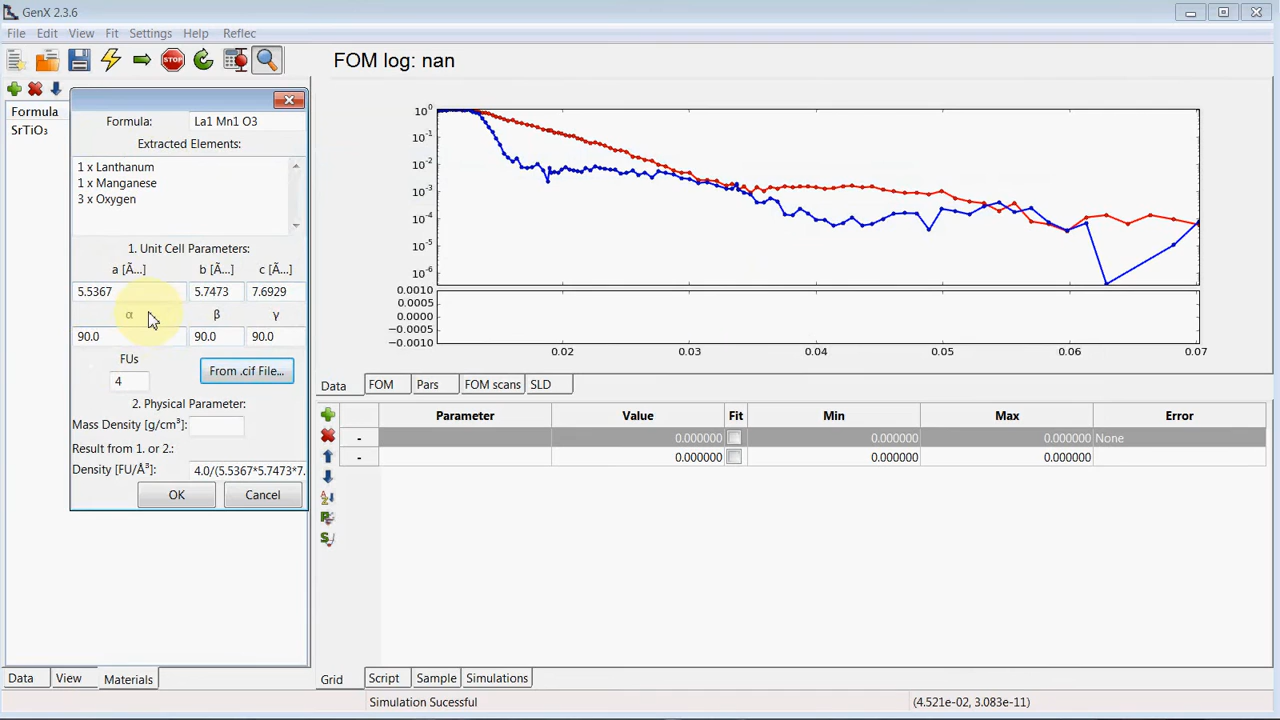 GenX 2.3.6
File Edit View Fit Settings Help Reflec
STOP
FOM log: nan
Formula
SrTiO₃
Formula: La1 Mn1 O3
Extracted Elements:
1 x Lanthanum
1 x Manganese
3 x Oxygen
1. Unit Cell Parameters:
a [Ã...] b [Ã...] c [Ã...]
5.5367 5.7473 7.6929
α β γ
90.0 90.0 90.0
FUs
4 From .cif File...
2. Physical Parameter:
Mass Density [g/cm³]:
Result from 1. or 2.:
Density [FU/Å³]: 4.0/(5.5367*5.7473*7.
OK Cancel
10⁰
10⁻¹
10⁻²
10⁻³
10⁻⁴
10⁻⁵
10⁻⁶
0.0010
0.0005
0.0000
−0.0005
−0.0010
0.02 0.03 0.04 0.05 0.06 0.07
Data FOM Pars FOM scans SLD
Parameter Value Fit Min Max Error
- 0.000000 0.000000 0.000000 None
- 0.000000 0.000000 0.000000
Data View Materials
Grid Script Sample Simulations
Simulation Sucessful (4.521e-02, 3.083e-11)